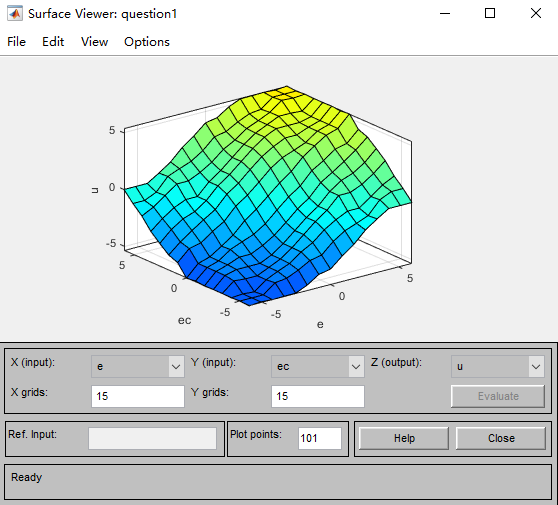 Surface Viewer: question1
File Edit View Options
5
0
-5
u
5
0
-5
ec
-5
0
5
e
X (input): e Y (input): ec Z (output): u
X grids: 15 Y grids: 15 Evaluate
Ref. Input: Plot points: 101 Help Close
Ready